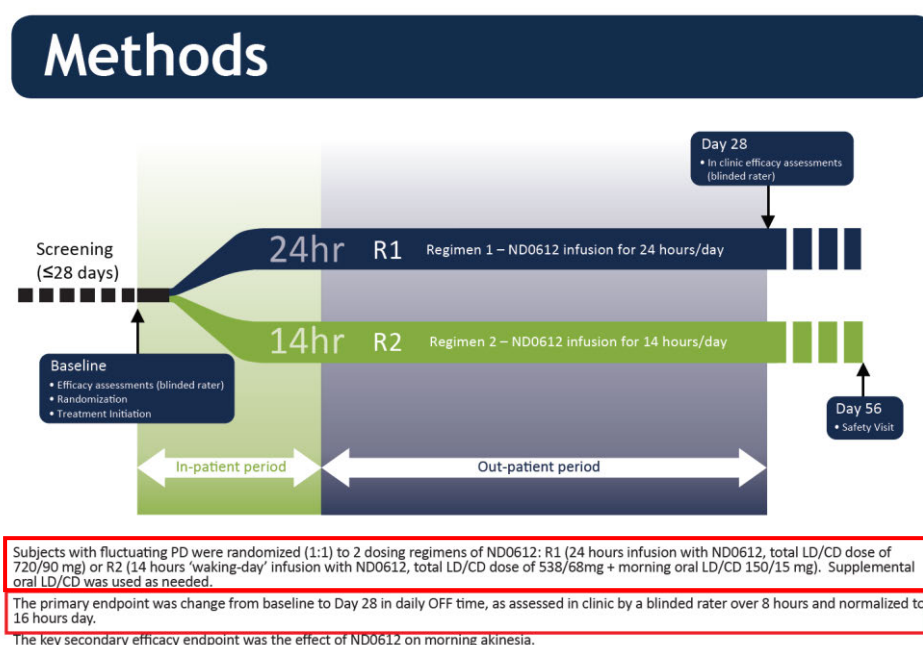 Methods
Day 28
• In clinic efficacy assessments
(blinded rater)
Screening
(≤28 days)
24hr R1 Regimen 1 – ND0612 infusion for 24 hours/day
14hr R2 Regimen 2 – ND0612 infusion for 14 hours/day
Baseline
• Efficacy assessments (blinded rater)
• Randomization
• Treatment Initiation
Day 56
• Safety Visit
In-patient period
Out-patient period
Subjects with fluctuating PD were randomized (1:1) to 2 dosing regimens of ND0612: R1 (24 hours infusion with ND0612, total LD/CD dose of
720/90 mg) or R2 (14 hours ‘waking-day’ infusion with ND0612, total LD/CD dose of 538/68mg + morning oral LD/CD 150/15 mg). Supplemental
oral LD/CD was used as needed.
The primary endpoint was change from baseline to Day 28 in daily OFF time, as assessed in clinic by a blinded rater over 8 hours and normalized to
16 hours day.
The key secondary efficacy endpoint was the effect of ND0612 on morning akinesia.